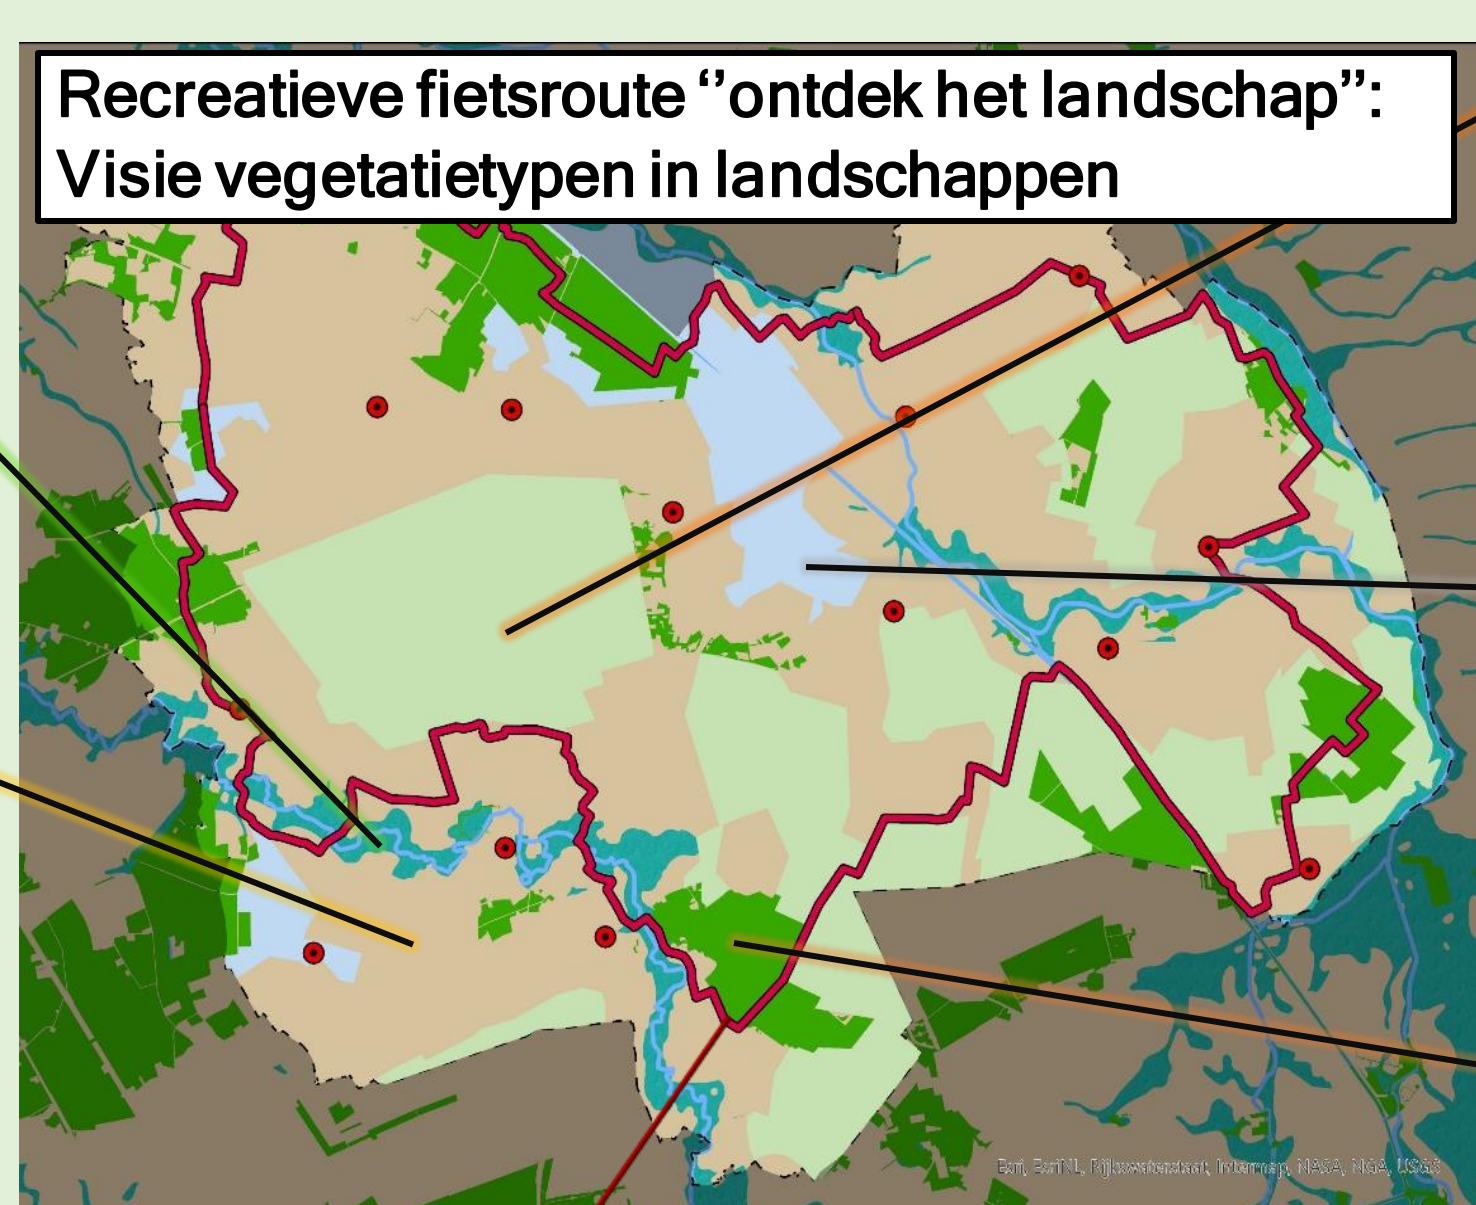 Recreatieve fietsroute ‘’ontdek het landschap’’:
Visie vegetatietypen in landschappen
Esri, EsriNL, Rijkswaterstaat, Intermap, NASA, NGA, USGS